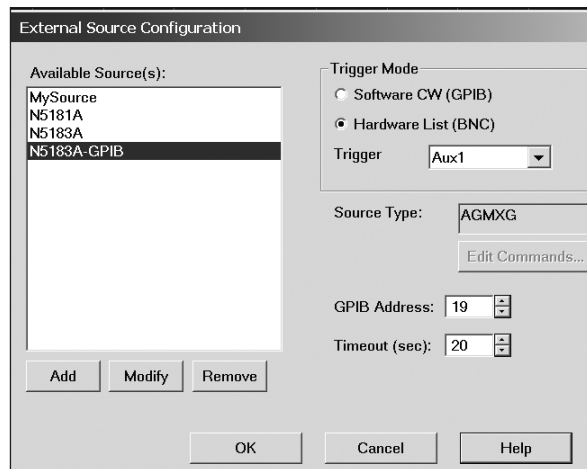 External Source Configuration
Available Source(s):
MySource
N5181A
N5183A
N5183A-GPIB
Add Modify Remove
Trigger Mode
Software CW (GPIB)
Hardware List (BNC)
Trigger Aux1
Source Type: AGMXG
Edit Commands...
GPIB Address: 19
Timeout (sec): 20
OK Cancel Help